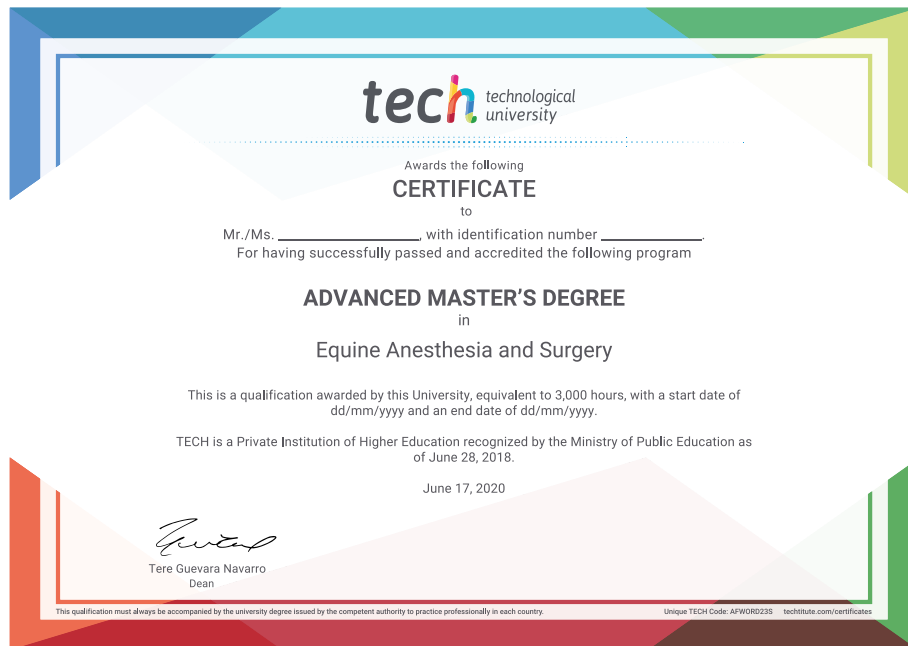 tech technological
university
Awards the following
CERTIFICATE
to
Mr./Ms. ____________________, with identification number ______________.
For having successfully passed and accredited the following program
ADVANCED MASTER'S DEGREE
in
Equine Anesthesia and Surgery
This is a qualification awarded by this University, equivalent to 3,000 hours, with a start date of
dd/mm/yyyy and an end date of dd/mm/yyyy.
TECH is a Private Institution of Higher Education recognized by the Ministry of Public Education as
of June 28, 2018.
June 17, 2020
Tere Guevara Navarro
Dean
This qualification must always be accompanied by the university degree issued by the competent authority to practice professionally in each country.
Unique TECH Code: AFWORD23S techtitute.com/certificates